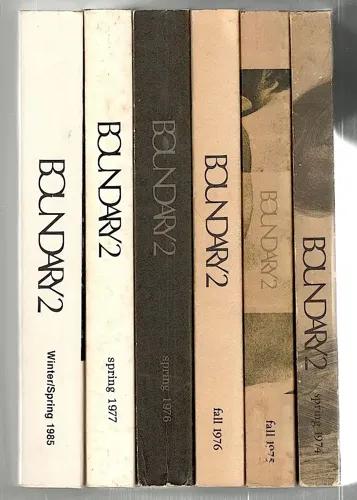 BOUNDARY 2
Winter/Spring 1985
BOUNDARY 2
spring 1977
BOUNDARY 2
spring 1976
BOUNDARY 2
fall 1976
BOUNDARY 2
fall 1975
BOUNDARY 2
spring 1974